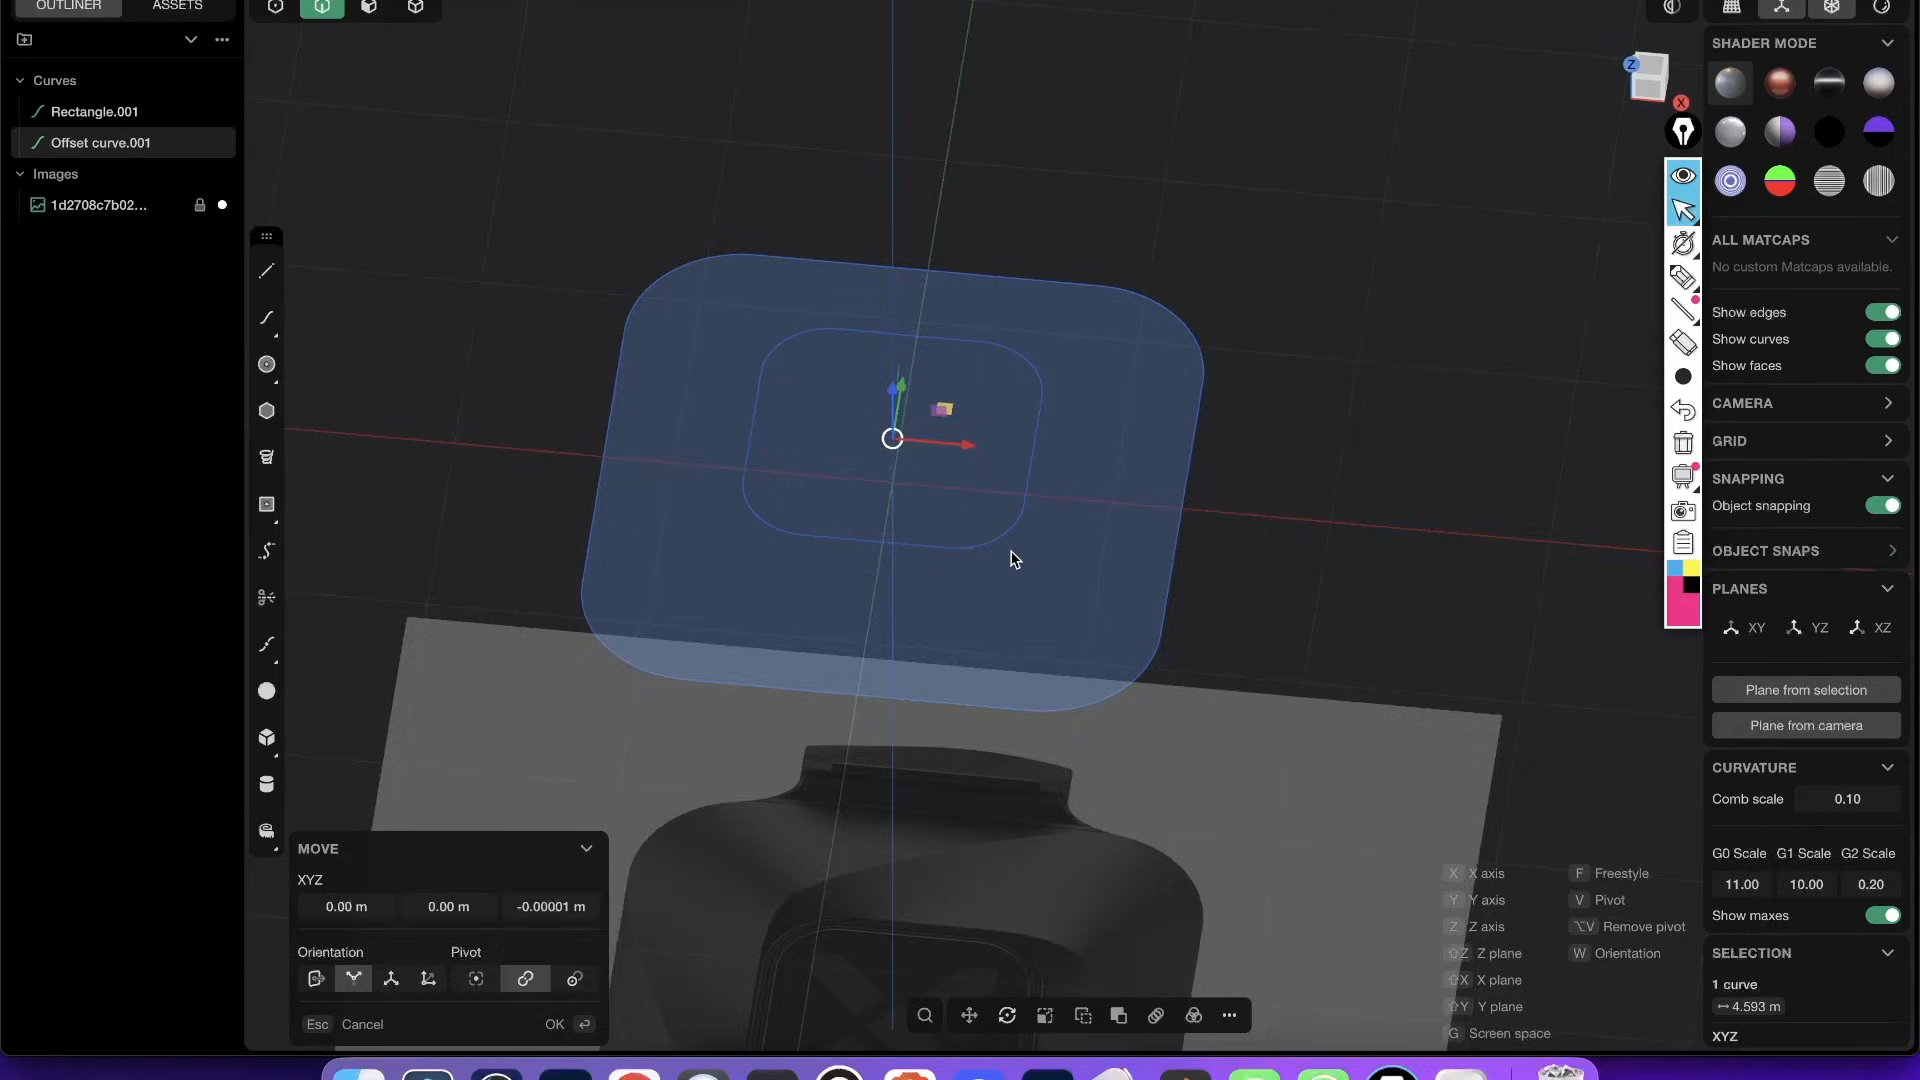 OUTLINER ASSETS
Curves
Rectangle.001
Offset curve.001
Images
1d2708c7b02...
Z
X
SHADER MODE
ALL MATCAPS
No custom Matcaps available.
Show edges
Show curves
Show faces
CAMERA
GRID
SNAPPING
Object snapping
OBJECT SNAPS
PLANES
XY YZ XZ
Plane from selection
Plane from camera
CURVATURE
Comb scale 0.10
G0 Scale G1 Scale G2 Scale
11.00 10.00 0.20
Show maxes
SELECTION
1 curve
4.593 m
XYZ
MOVE
XYZ
0.00 m 0.00 m -0.00001 m
Orientation Pivot
Esc Cancel OK
X X axis F Freestyle
Y Y axis V Pivot
Z Z axis ⌥V Remove pivot
⇧Z Z plane W Orientation
⇧X X plane
⇧Y Y plane
G Screen space